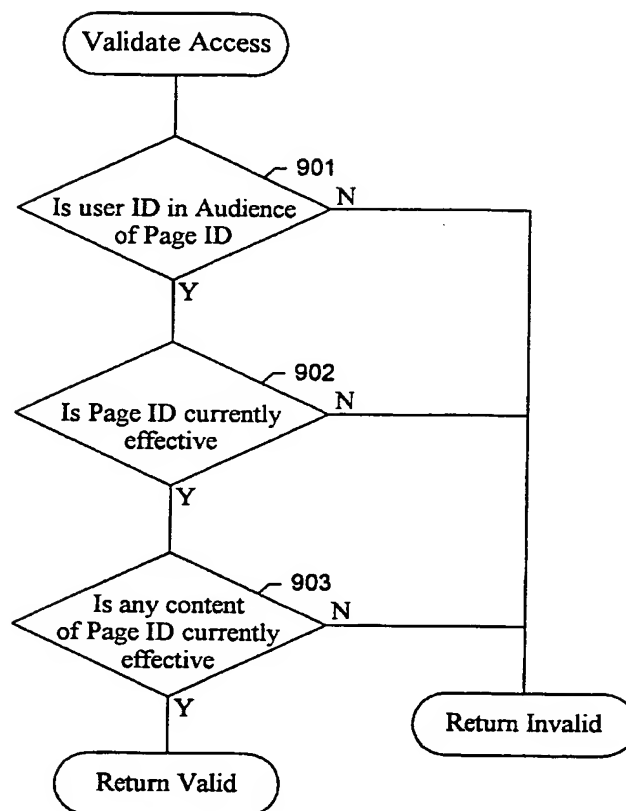 Validate Access
901
Is user ID in Audience
of Page ID
N
Y
902
Is Page ID currently
effective
N
Y
903
Is any content
of Page ID currently
effective
N
Y
Return Invalid
Return Valid